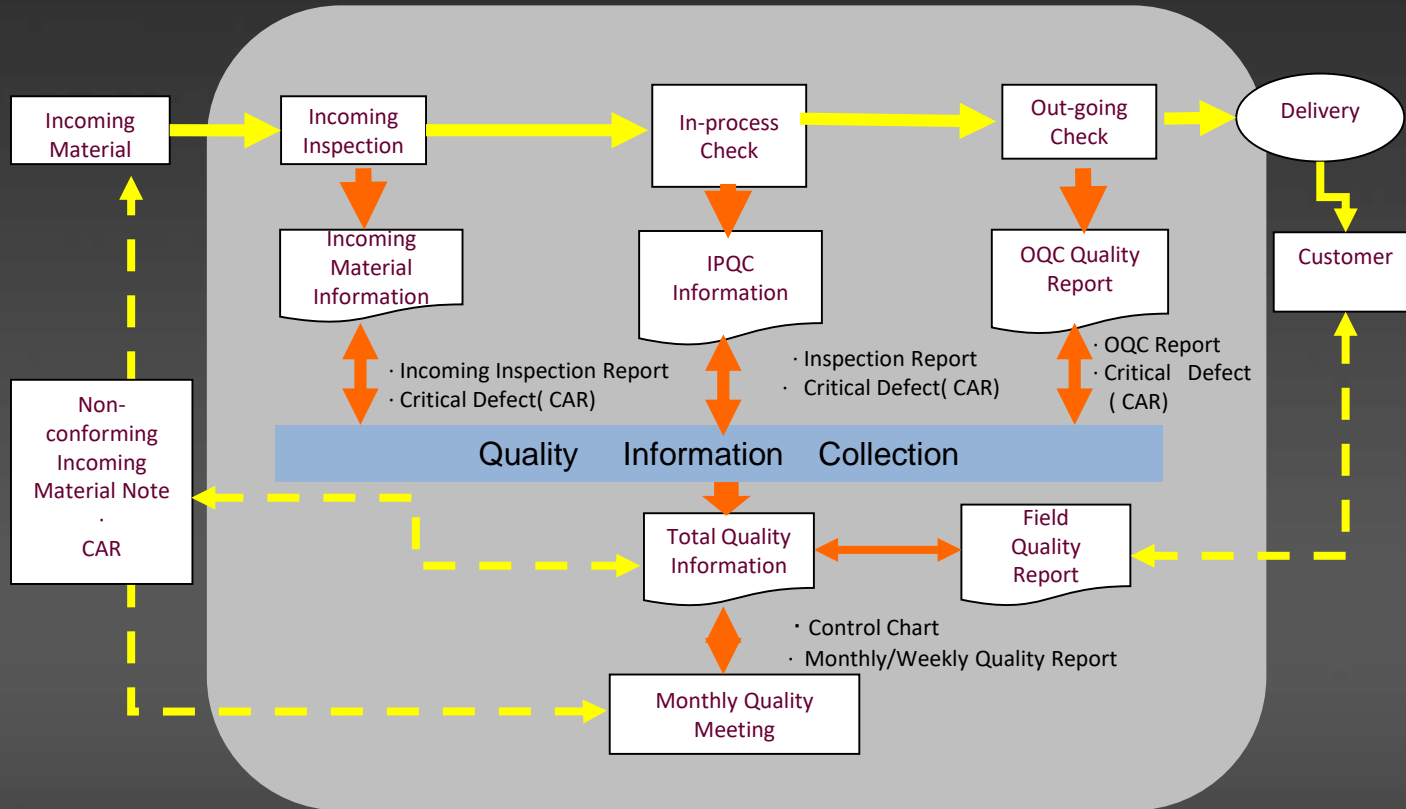 Incoming
Material
Incoming
Inspection
In-process
Check
Out-going
Check
Delivery
Incoming
Material
Information
IPQC
Information
OQC Quality
Report
Customer
· Incoming Inspection Report
· Critical Defect( CAR)
· Inspection Report
· Critical Defect( CAR)
· OQC Report
· Critical Defect
( CAR)
Non-
conforming
Incoming
Material Note
·
CAR
Quality Information Collection
Total Quality
Information
Field
Quality
Report
· Control Chart
· Monthly/Weekly Quality Report
Monthly Quality
Meeting